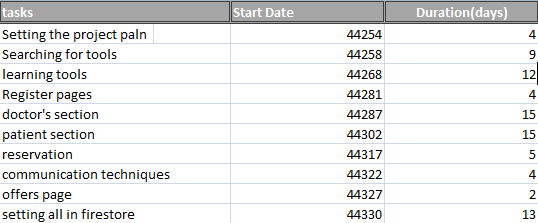 tasks Start Date Duration(days)
Setting the project paln 44254 4
Searching for tools 44258 9
learning tools 44268 12
Register pages 44281 4
doctor's section 44287 15
patient section 44302 15
reservation 44317 5
communication techniques 44322 4
offers page 44327 2
setting all in firestore 44330 13